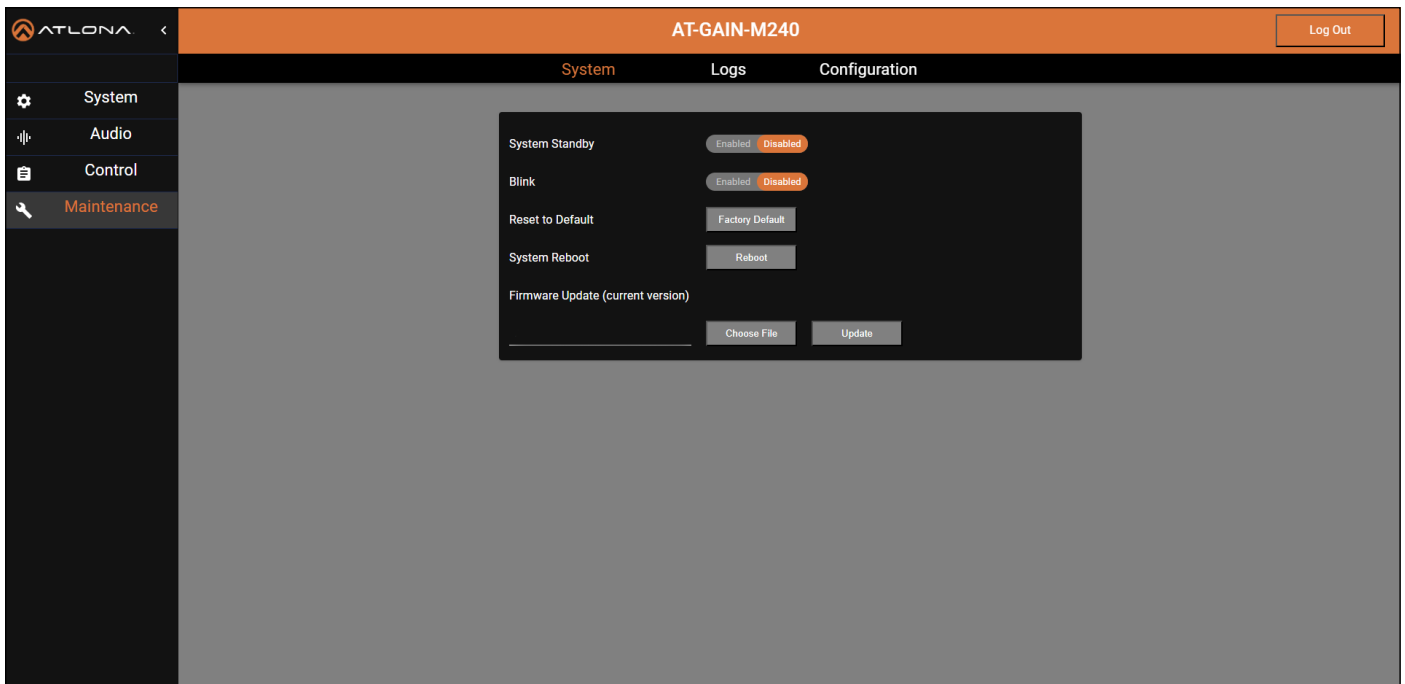 ATLONA
AT-GAIN-M240
Log Out
System Logs Configuration
System
Audio
Control
Maintenance
System Standby Enabled Disabled
Blink Enabled Disabled
Reset to Default Factory Default
System Reboot Reboot
Firmware Update (current version)
Choose File Update